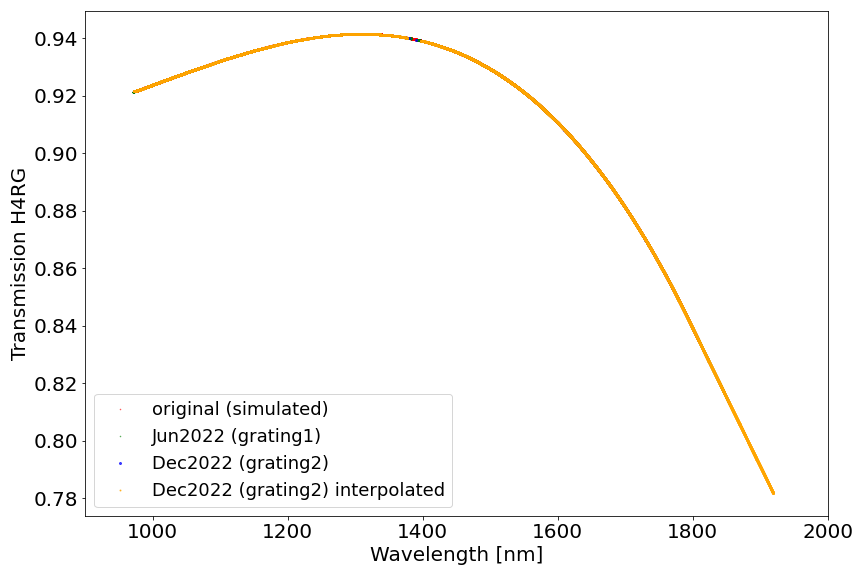 0.94
0.92
0.90
0.88
0.86
0.84
0.82
0.80
0.78
Transmission H4RG
original (simulated)
Jun2022 (grating1)
Dec2022 (grating2)
Dec2022 (grating2) interpolated
1000 1200 1400 1600 1800 2000
Wavelength [nm]